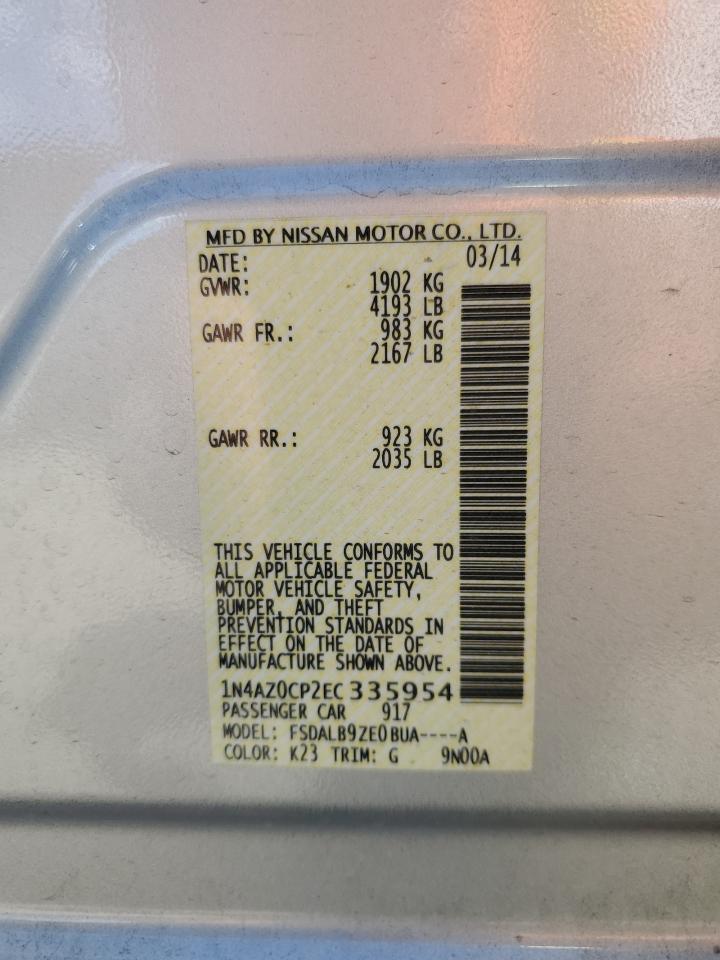 MFD BY NISSAN MOTOR CO., LTD.
DATE: 03/14
GVWR: 1902 KG
4193 LB
GAWR FR.: 983 KG
2167 LB
GAWR RR.: 923 KG
2035 LB
THIS VEHICLE CONFORMS TO
ALL APPLICABLE FEDERAL
MOTOR VEHICLE SAFETY,
BUMPER, AND THEFT
PREVENTION STANDARDS IN
EFFECT ON THE DATE OF
MANUFACTURE SHOWN ABOVE.
1N4AZ0CP2EC335954
PASSENGER CAR 917
MODEL: FSDALB9ZE0BUA----A
COLOR: K23 TRIM: G 9N00A